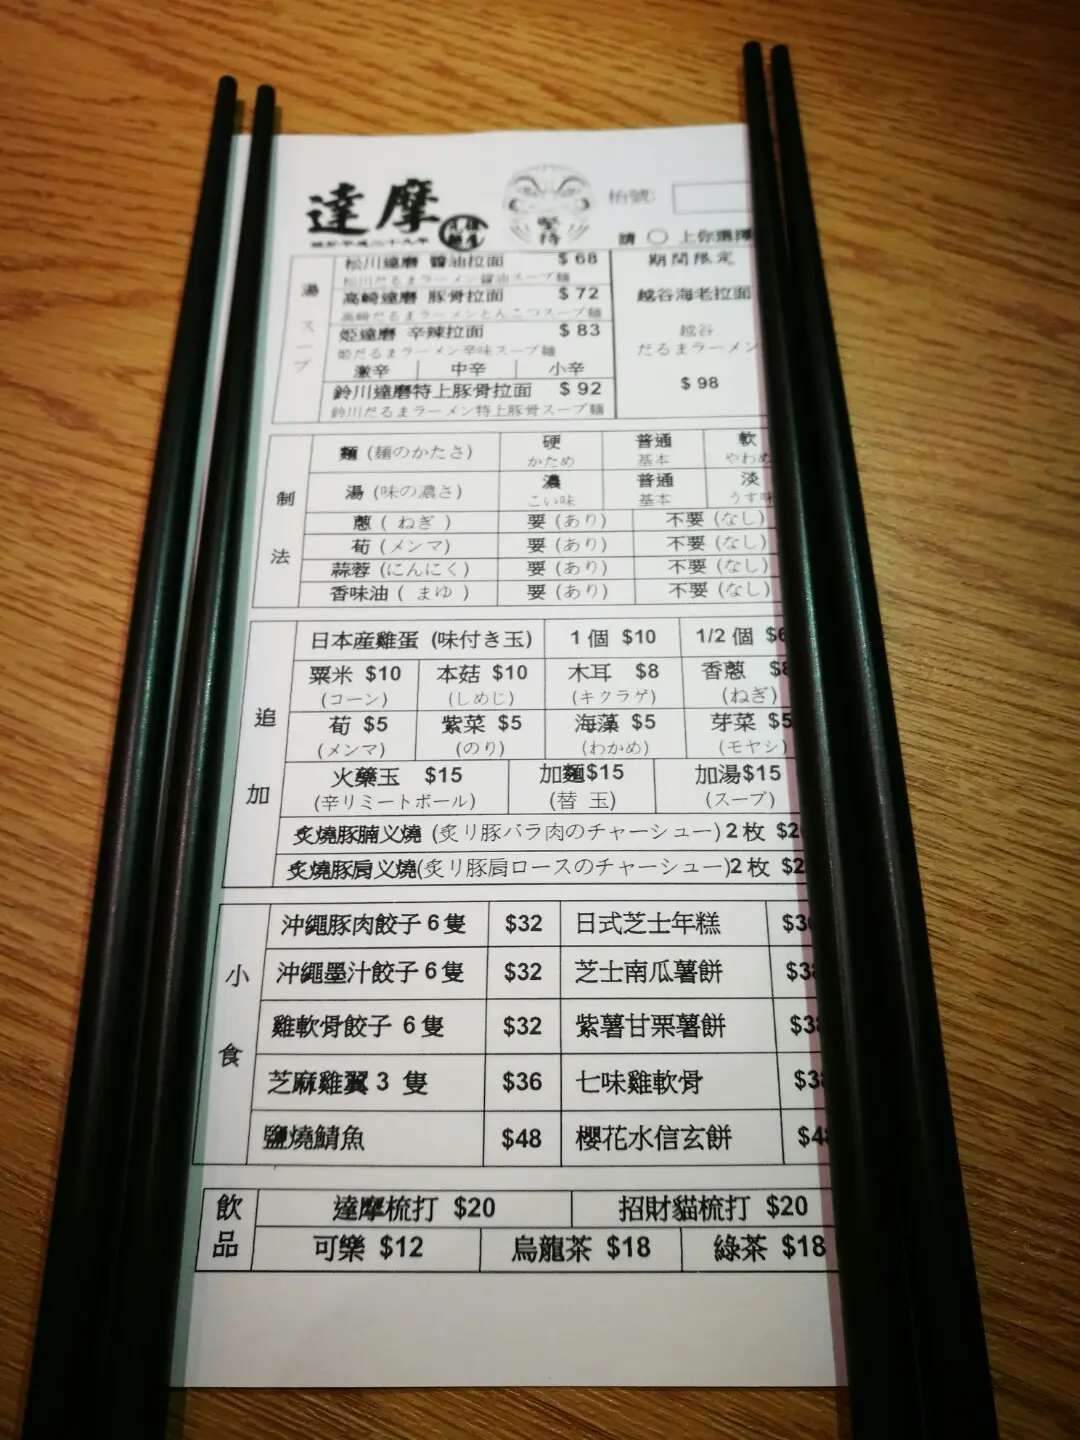 達摩
堅持
枱號:
請 ○ 上你選擇
湯 スープ
松川達磨 醬油拉面 $68
松川だるまラーメン醤油スープ麺
高崎達磨 豚骨拉面 $72
高崎だるまラーメンとんこつスープ麺
姫達磨 辛辣拉面 $83
姫だるまラーメン辛味スープ麺
激辛 中辛 小辛
鈴川達磨特上豚骨拉面 $92
鈴川だるまラーメン特上豚骨スープ麺
期間限定
越谷海老拉面
越谷
だるまラーメン
$98
制法
麵 (麺のかたさ) 硬 普通 軟
かため 基本 やわめ
湯 (味の濃さ) 濃 普通 淡
こい味 基本 うす味
蔥 ( ねぎ ) 要 (あり) 不要 (なし)
荀 (メンマ) 要 (あり) 不要 (なし)
蒜蓉 (にんにく) 要 (あり) 不要 (なし)
香味油 ( まゆ ) 要 (あり) 不要 (なし)
追加
日本産雞蛋 (味付き玉) 1個 $10 1/2個 $6
粟米 $10 本菇 $10 木耳 $8 香蔥 $8
(コーン) (しめじ) (キクラゲ) (ねぎ)
荀 $5 紫菜 $5 海藻 $5 芽菜 $5
(メンマ) (のり) (わかめ) (モヤシ)
火藥玉 $15 加麵$15 加湯$15
(辛リミートボール) (替 玉) (スープ)
炙燒豚腩义燒 (炙リ豚バラ肉のチャーシュー) 2枚
炙燒豚肩义燒(炙リ豚肩ロースのチャーシュー)2枚
小食
沖繩豚肉餃子 6隻 $32 日式芝士年糕
沖繩墨汁餃子 6隻 $32 芝士南瓜薯餅
雞軟骨餃子 6隻 $32 紫薯甘栗薯餅
芝麻雞翼 3 隻 $36 七味雞軟骨
鹽燒鯖魚 $48 櫻花水信玄餅
飲品
達摩梳打 $20 招財貓梳打 $20
可樂 $12 烏龍茶 $18 綠茶 $18